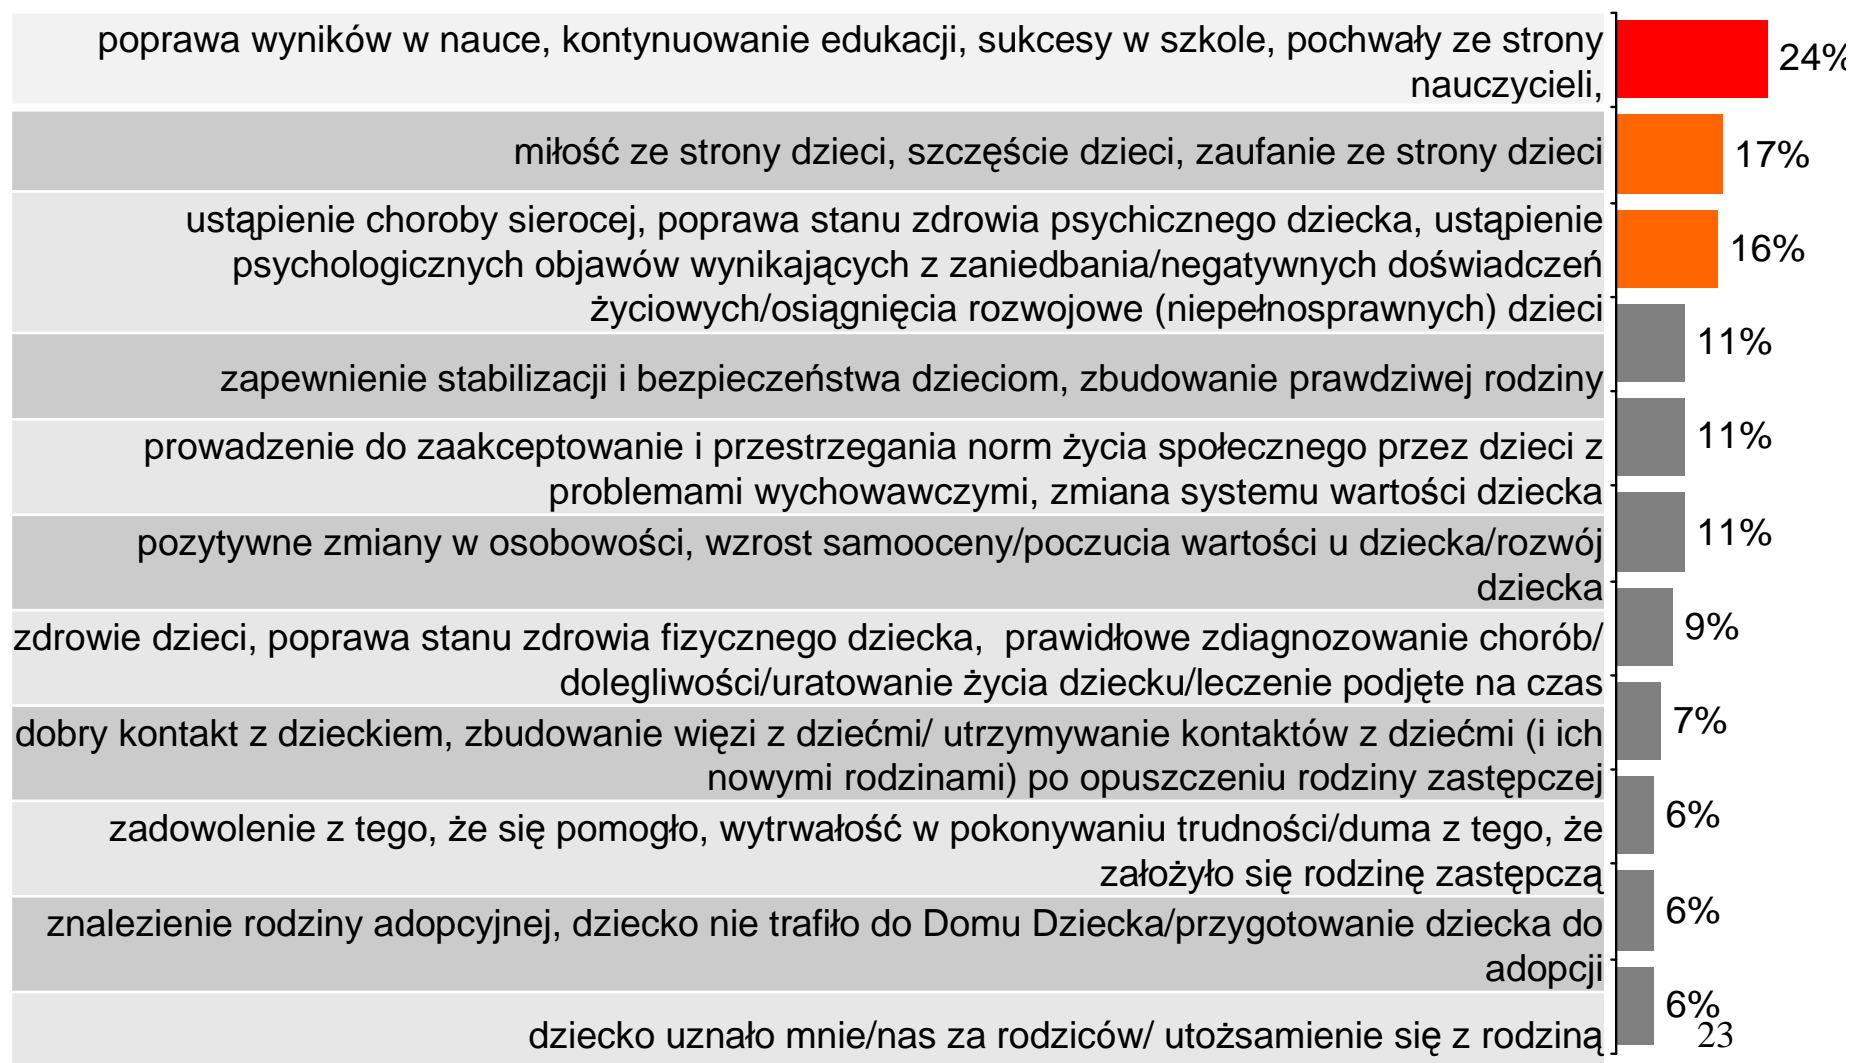 poprawa wyników w nauce, kontynuowanie edukacji, sukcesy w szkole, pochwały ze strony
nauczycieli,
24%
miłość ze strony dzieci, szczęście dzieci, zaufanie ze strony dzieci
17%
ustąpienie choroby sierocej, poprawa stanu zdrowia psychicznego dziecka, ustąpienie
psychologicznych objawów wynikających z zaniedbania/negatywnych doświadczeń
życiowych/osiągnięcia rozwojowe (niepełnosprawnych) dzieci
16%
zapewnienie stabilizacji i bezpieczeństwa dzieciom, zbudowanie prawdziwej rodziny
11%
prowadzenie do zaakceptowanie i przestrzegania norm życia społecznego przez dzieci z
problemami wychowawczymi, zmiana systemu wartości dziecka
11%
pozytywne zmiany w osobowości, wzrost samooceny/poczucia wartości u dziecka/rozwój
dziecka
11%
zdrowie dzieci, poprawa stanu zdrowia fizycznego dziecka,  prawidłowe zdiagnozowanie chorób/
dolegliwości/uratowanie życia dziecku/leczenie podjęte na czas
9%
dobry kontakt z dzieckiem, zbudowanie więzi z dziećmi/ utrzymywanie kontaktów z dziećmi (i ich
nowymi rodzinami) po opuszczeniu rodziny zastępczej
7%
zadowolenie z tego, że się pomogło, wytrwałość w pokonywaniu trudności/duma z tego, że
założyło się rodzinę zastępczą
6%
znalezienie rodziny adopcyjnej, dziecko nie trafiło do Domu Dziecka/przygotowanie dziecka do
adopcji
6%
dziecko uznało mnie/nas za rodziców/ utożsamienie się z rodziną
6%
23